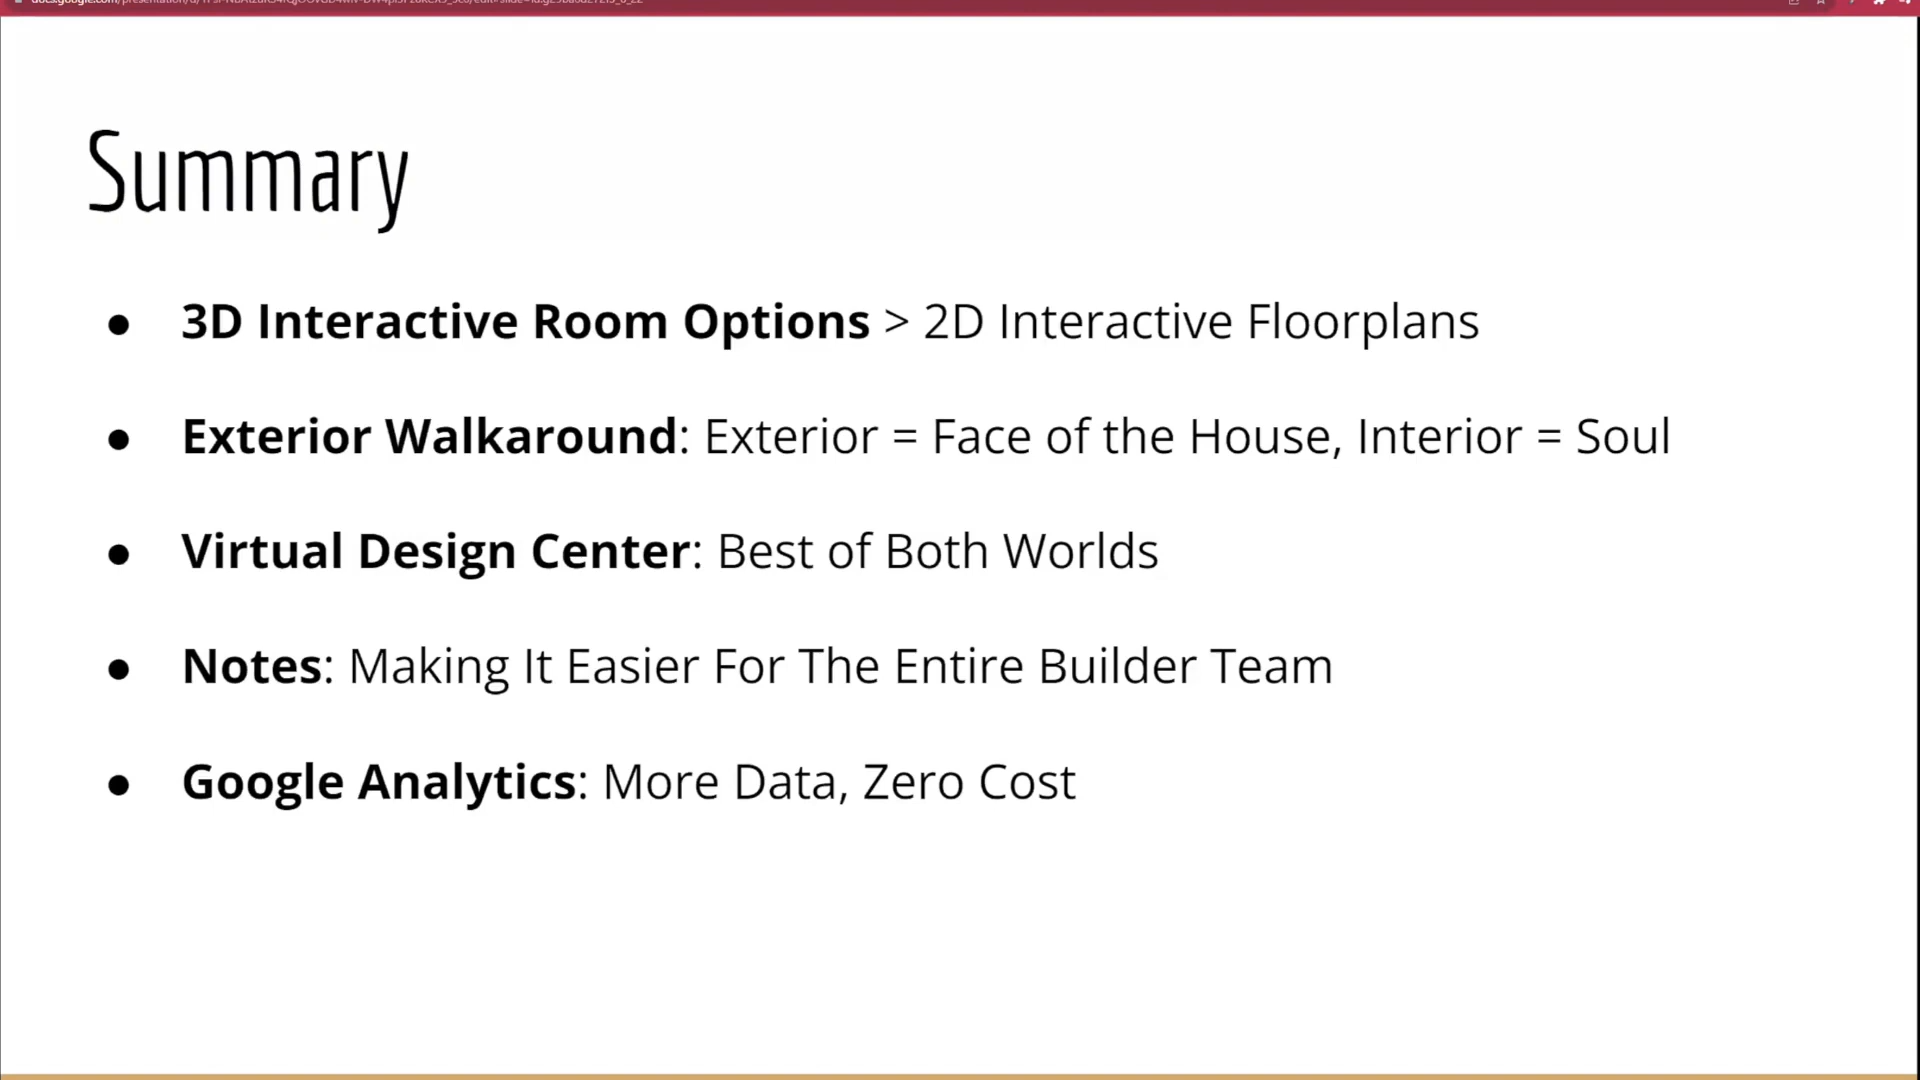 Summary
● 3D Interactive Room Options > 2D Interactive Floorplans
● Exterior Walkaround: Exterior = Face of the House, Interior = Soul
● Virtual Design Center: Best of Both Worlds
● Notes: Making It Easier For The Entire Builder Team
● Google Analytics: More Data, Zero Cost